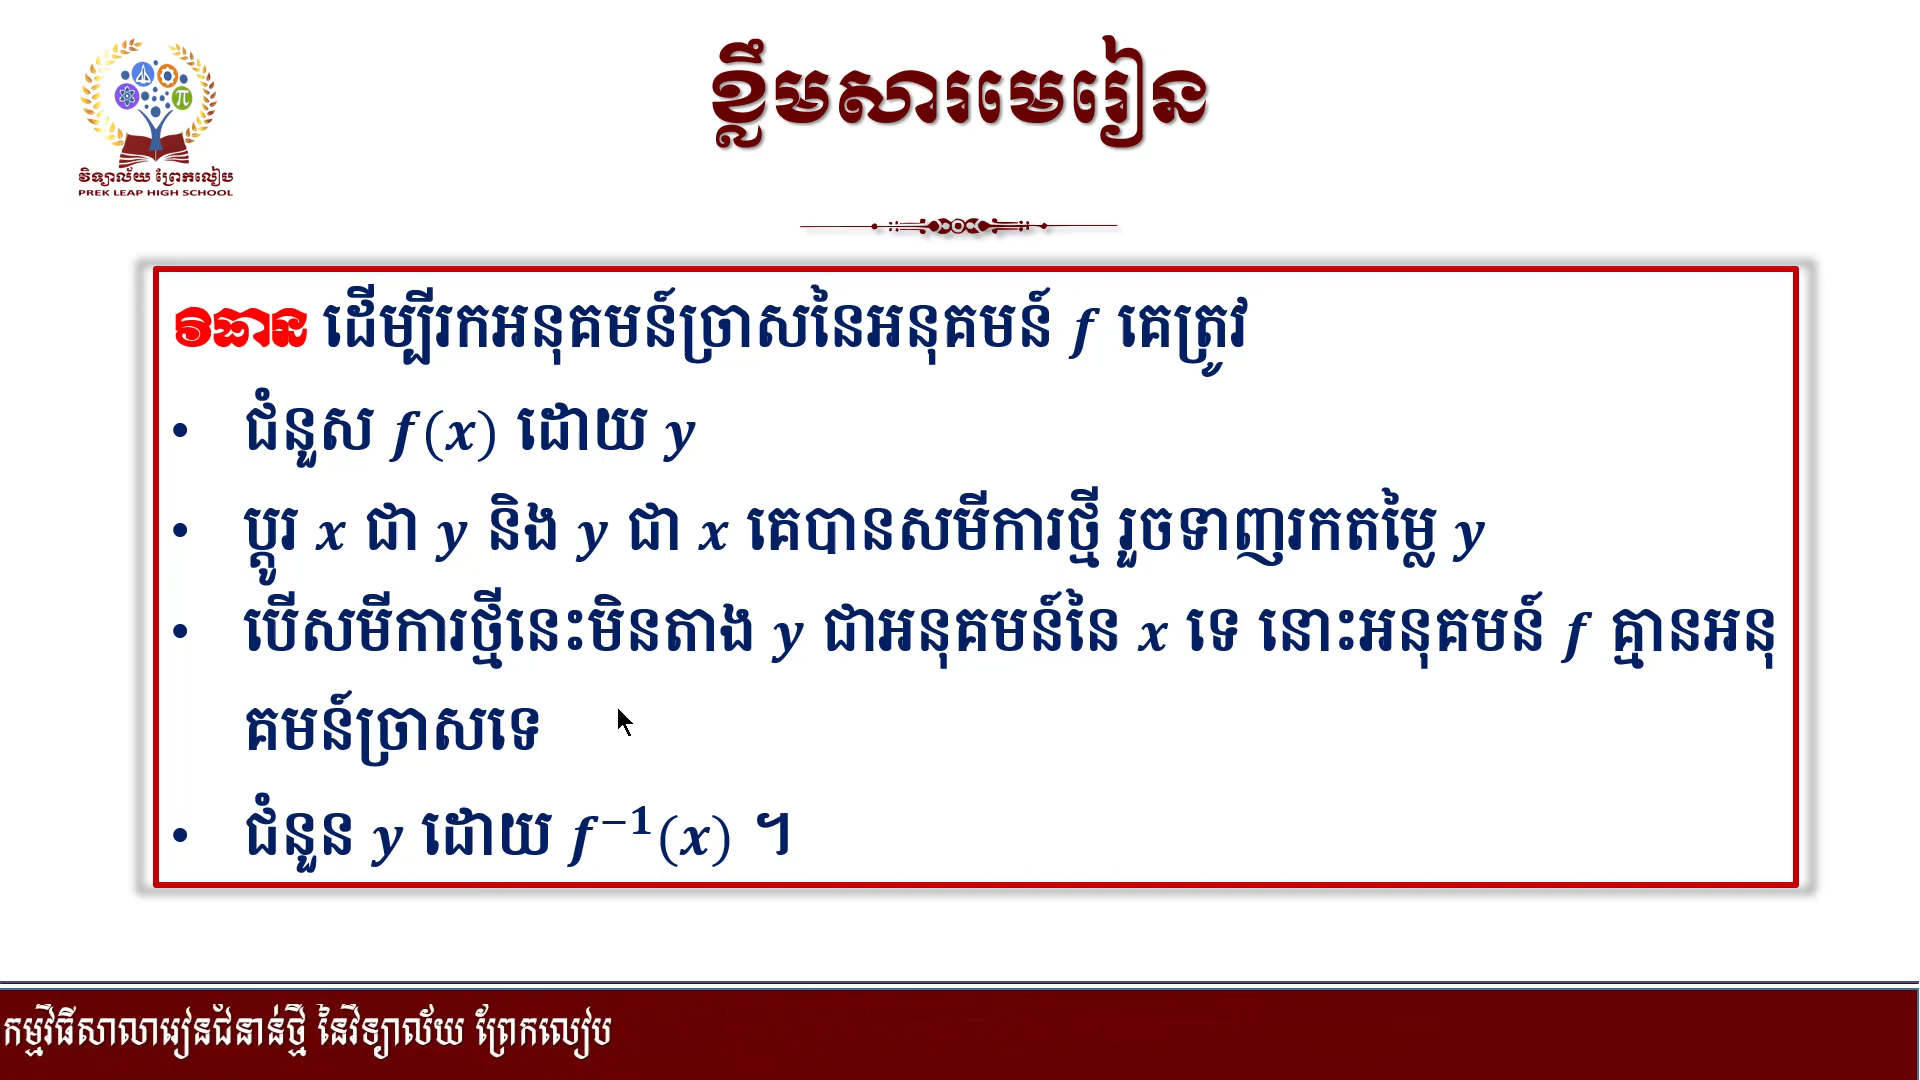 ខ្លឹមសារមេរៀន
វិទ្យាល័យ ព្រែកលៀប
PREK LEAP HIGH SCHOOL
វិធាន ដើម្បីរកអនុគមន៍ច្រាសនៃអនុគមន៍ f គេត្រូវ
• ជំនួស f(x) ដោយ y
• ប្តូរ x ជា y និង y ជា x គេបានសមីការថ្មី រួចទាញរកតម្លៃ y
• បើសមីការថ្មីនេះមិនតាង y ជាអនុគមន៍នៃ x ទេ នោះអនុគមន៍ f គ្មានអនុ
គមន៍ច្រាសទេ
• ជំនួន y ដោយ f⁻¹(x) ។
កម្មវិធីសាលារៀនជំនាន់ថ្មី នៃវិទ្យាល័យ ព្រែកលៀប